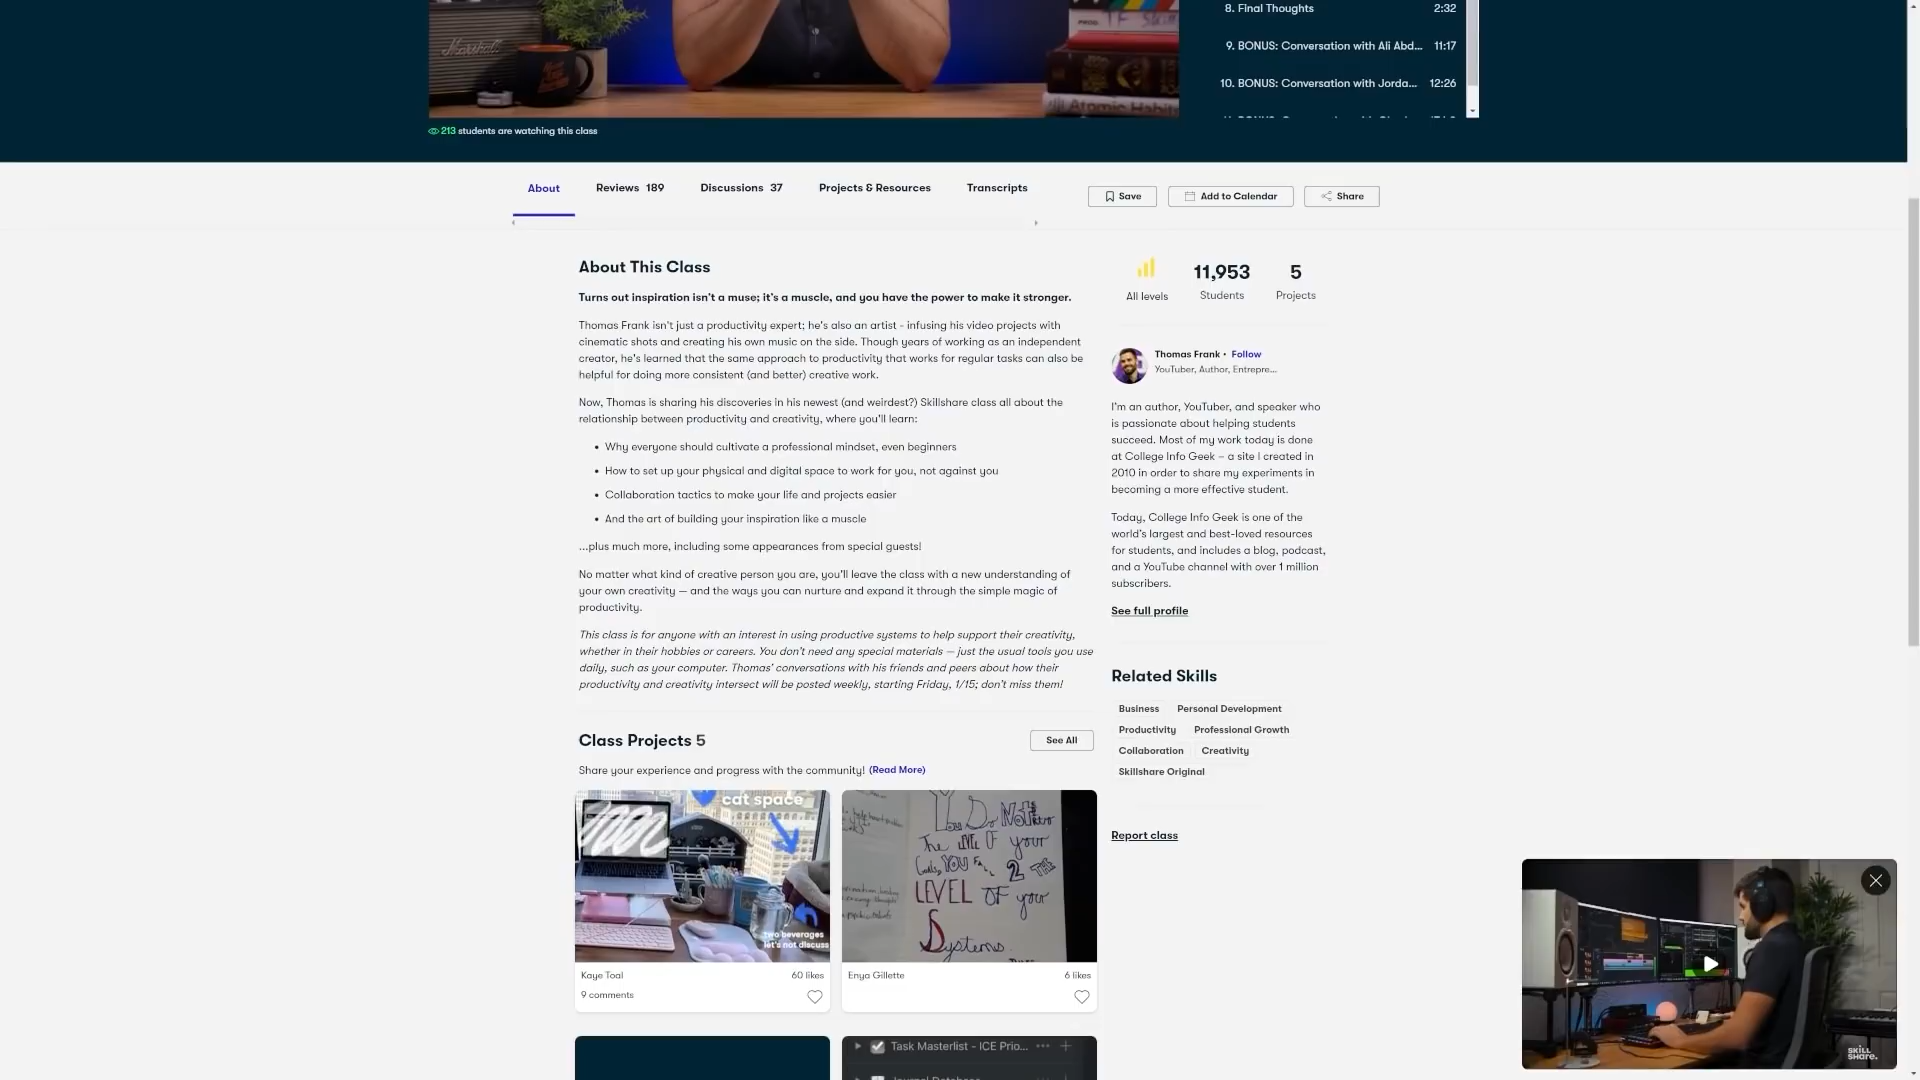 Marshall
PROD.
Atomic Habits
8. Final Thoughts 2:32
9. BONUS: Conversation with Ali Abd... 11:17
10. BONUS: Conversation with Jorda... 12:26
213 students are watching this class
About
Reviews 189
Discussions 37
Projects & Resources
Transcripts
Save
Add to Calendar
Share
About This Class
Turns out inspiration isn't a muse; it's a muscle, and you have the power to make it stronger.
Thomas Frank isn't just a productivity expert; he's also an artist - infusing his video projects with
cinematic shots and creating his own music on the side. Though years of working as an independent
creator, he's learned that the same approach to productivity that works for regular tasks can also be
helpful for doing more consistent (and better) creative work.
Now, Thomas is sharing his discoveries in his newest (and weirdest?) Skillshare class all about the
relationship between productivity and creativity, where you'll learn:
• Why everyone should cultivate a professional mindset, even beginners
• How to set up your physical and digital space to work for you, not against you
• Collaboration tactics to make your life and projects easier
• And the art of building your inspiration like a muscle
...plus much more, including some appearances from special guests!
No matter what kind of creative person you are, you'll leave the class with a new understanding of
your own creativity — and the ways you can nurture and expand it through the simple magic of
productivity.
This class is for anyone with an interest in using productive systems to help support their creativity,
whether in their hobbies or careers. You don't need any special materials — just the usual tools you use
daily, such as your computer. Thomas' conversations with his friends and peers about how their
productivity and creativity intersect will be posted weekly, starting Friday, 1/15; don't miss them!
All levels
11,953
Students
5
Projects
Thomas Frank • Follow
YouTuber, Author, Entrepre...
I'm an author, YouTuber, and speaker who
is passionate about helping students
succeed. Most of my work today is done
at College Info Geek – a site I created in
2010 in order to share my experiments in
becoming a more effective student.
Today, College Info Geek is one of the
world's largest and best-loved resources
for students, and includes a blog, podcast,
and a YouTube channel with over 1 million
subscribers.
See full profile
Related Skills
Business Personal Development
Productivity Professional Growth
Collaboration Creativity
Skillshare Original
Report class
Class Projects 5
See All
Share your experience and progress with the community! (Read More)
cat space
two beverages
let's not discuss
Kaye Toal 60 likes
9 comments
You Do Not
the LEVEL OF your
Goals, YOU 2 The
LEVEL OF your
Systems.
Enya Gillette 6 likes
Task Masterlist - ICE Prio...
SKILL
SHARE.